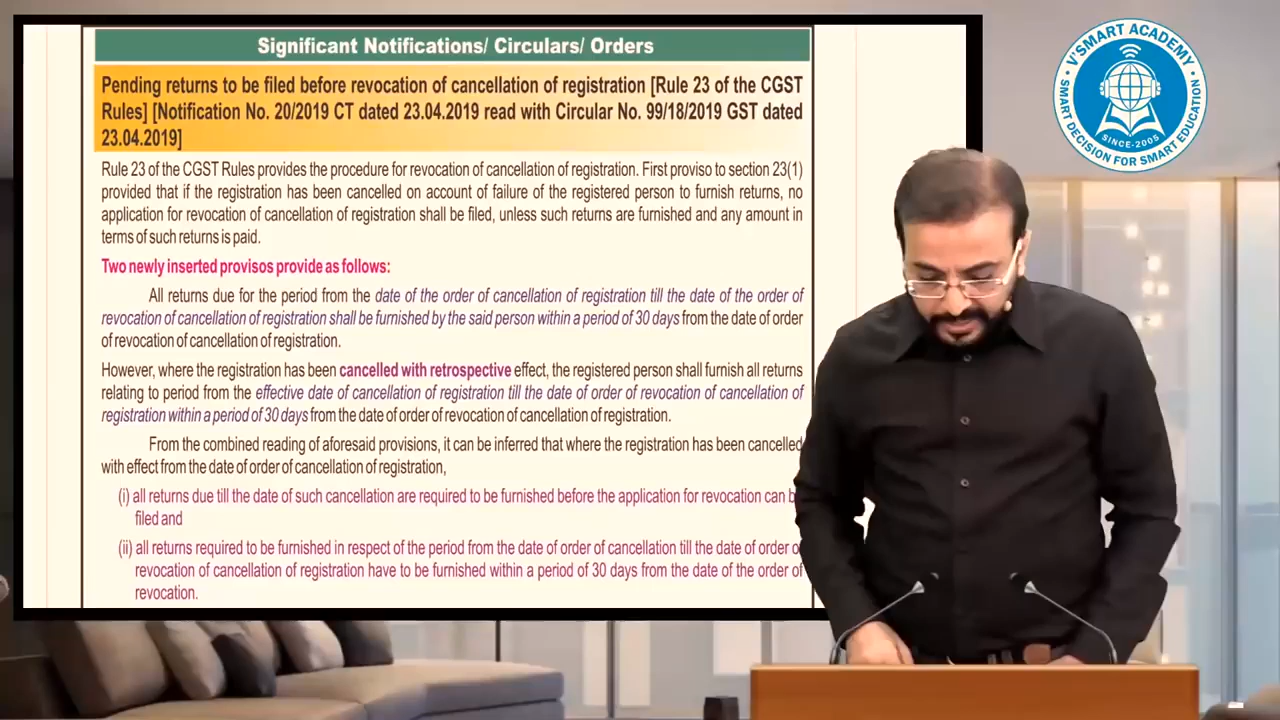 Significant Notifications/ Circulars/ Orders
Pending returns to be filed before revocation of cancellation of registration [Rule 23 of the CGST
Rules] [Notification No. 20/2019 CT dated 23.04.2019 read with Circular No. 99/18/2019 GST dated
23.04.2019]
Rule 23 of the CGST Rules provides the procedure for revocation of cancellation of registration. First proviso to section 23(1)
provided that if the registration has been cancelled on account of failure of the registered person to furnish returns, no
application for revocation of cancellation of registration shall be filed, unless such returns are furnished and any amount in
terms of such returns is paid.
Two newly inserted provisos provide as follows:
All returns due for the period from the date of the order of cancellation of registration till the date of the order of
revocation of cancellation of registration shall be furnished by the said person within a period of 30 days from the date of order
of revocation of cancellation of registration.
However, where the registration has been cancelled with retrospective effect, the registered person shall furnish all returns
relating to period from the effective date of cancellation of registration till the date of order of revocation of cancellation of
registration within a period of 30 days from the date of order of revocation of cancellation of registration.
From the combined reading of aforesaid provisions, it can be inferred that where the registration has been cancelled
with effect from the date of order of cancellation of registration,
(i) all returns due till the date of such cancellation are required to be furnished before the application for revocation can
filed and
(ii) all returns required to be furnished in respect of the period from the date of order of cancellation till the date of order
revocation of cancellation of registration have to be furnished within a period of 30 days from the date of the order of
revocation.
V'SMART ACADEMY
SMART DECISION FOR SMART EDUCATION
SINCE-2005